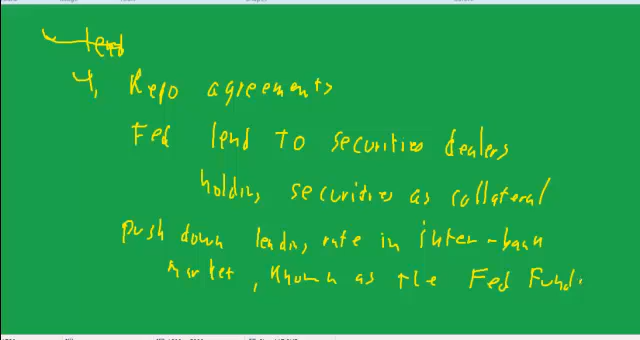 lend
4, Repo agreements
Fed lend to securities dealers
holding securities as collateral
push down lending rate in inter-bank
market, known as the Fed Funds